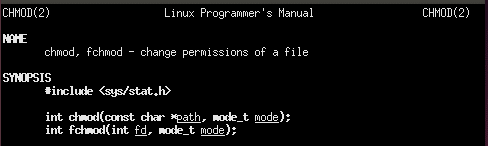 CHMOD(2) Linux Programmer's Manual CHMOD(2)
NAME
chmod, fchmod - change permissions of a file
SYNOPSIS
#include <sys/stat.h>
int chmod(const char *path, mode_t mode);
int fchmod(int fd, mode_t mode);